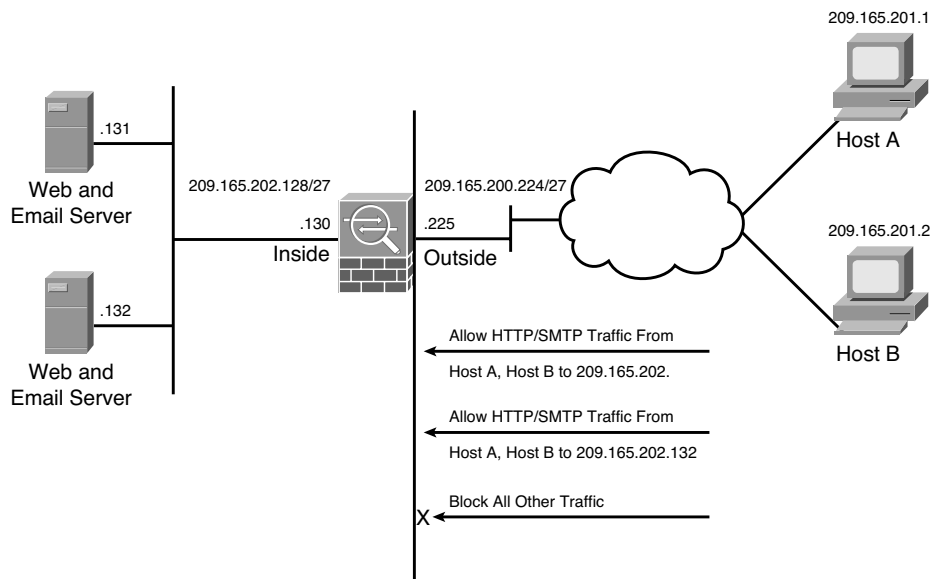 209.165.201.1
.131
Host A
Web and
Email Server
209.165.202.128/27
209.165.200.224/27
.130
.225
Inside
Outside
209.165.201.2
.132
Host B
Web and
Email Server
Allow HTTP/SMTP Traffic From
Host A, Host B to 209.165.202.
Allow HTTP/SMTP Traffic From
Host A, Host B to 209.165.202.132
Block All Other Traffic
X